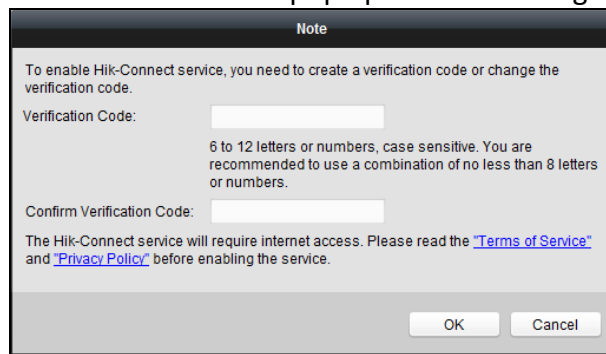 Note
To enable Hik-Connect service, you need to create a verification code or change the
verification code.
Verification Code:
6 to 12 letters or numbers, case sensitive. You are
recommended to use a combination of no less than 8 letters
or numbers.
Confirm Verification Code:
The Hik-Connect service will require internet access. Please read the "Terms of Service"
and "Privacy Policy" before enabling the service.
OK Cancel